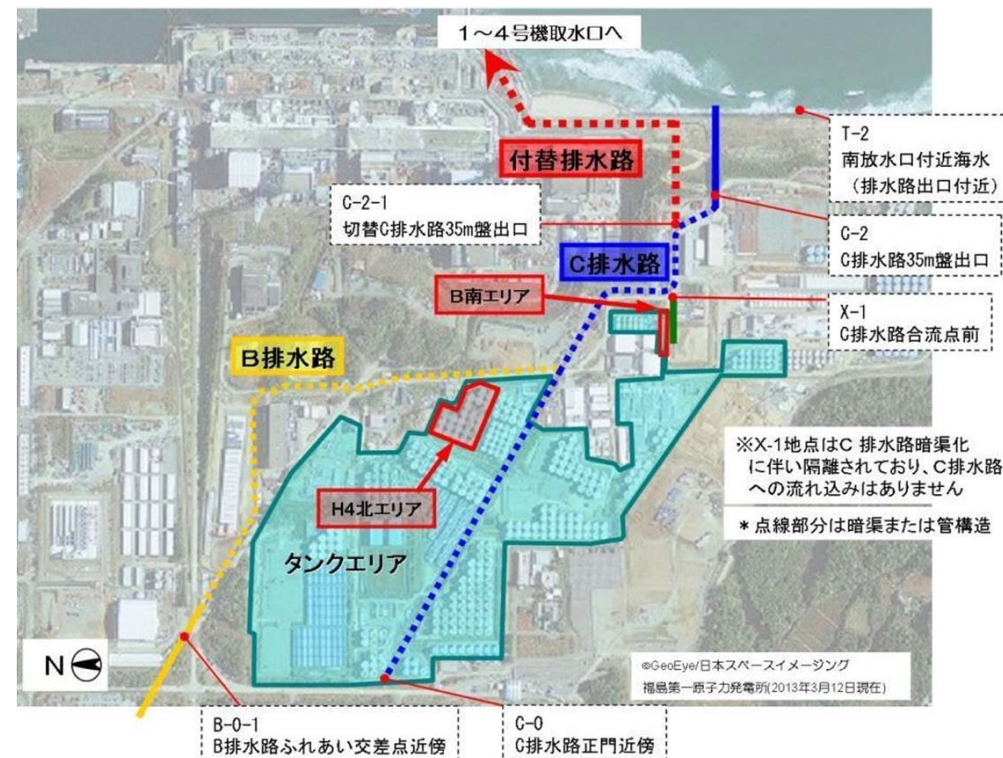 1～4号機取水口へ
T-2
南放水口付近海水
（排水路出口付近）
付替排水路
C-2-1
切替C排水路35m盤出口
C-2
C排水路35m盤出口
C排水路
B南エリア
X-1
C排水路合流点前
B排水路
※X-1地点はC 排水路暗渠化
に伴い隔離されており、C排水路
への流れ込みはありません
H4北エリア
＊点線部分は暗渠または管構造
タンクエリア
N
©GeoEye/日本スペースイメージング
福島第一原子力発電所(2013年3月12日現在)
B-0-1
B排水路ふれあい交差点近傍
C-0
C排水路正門近傍